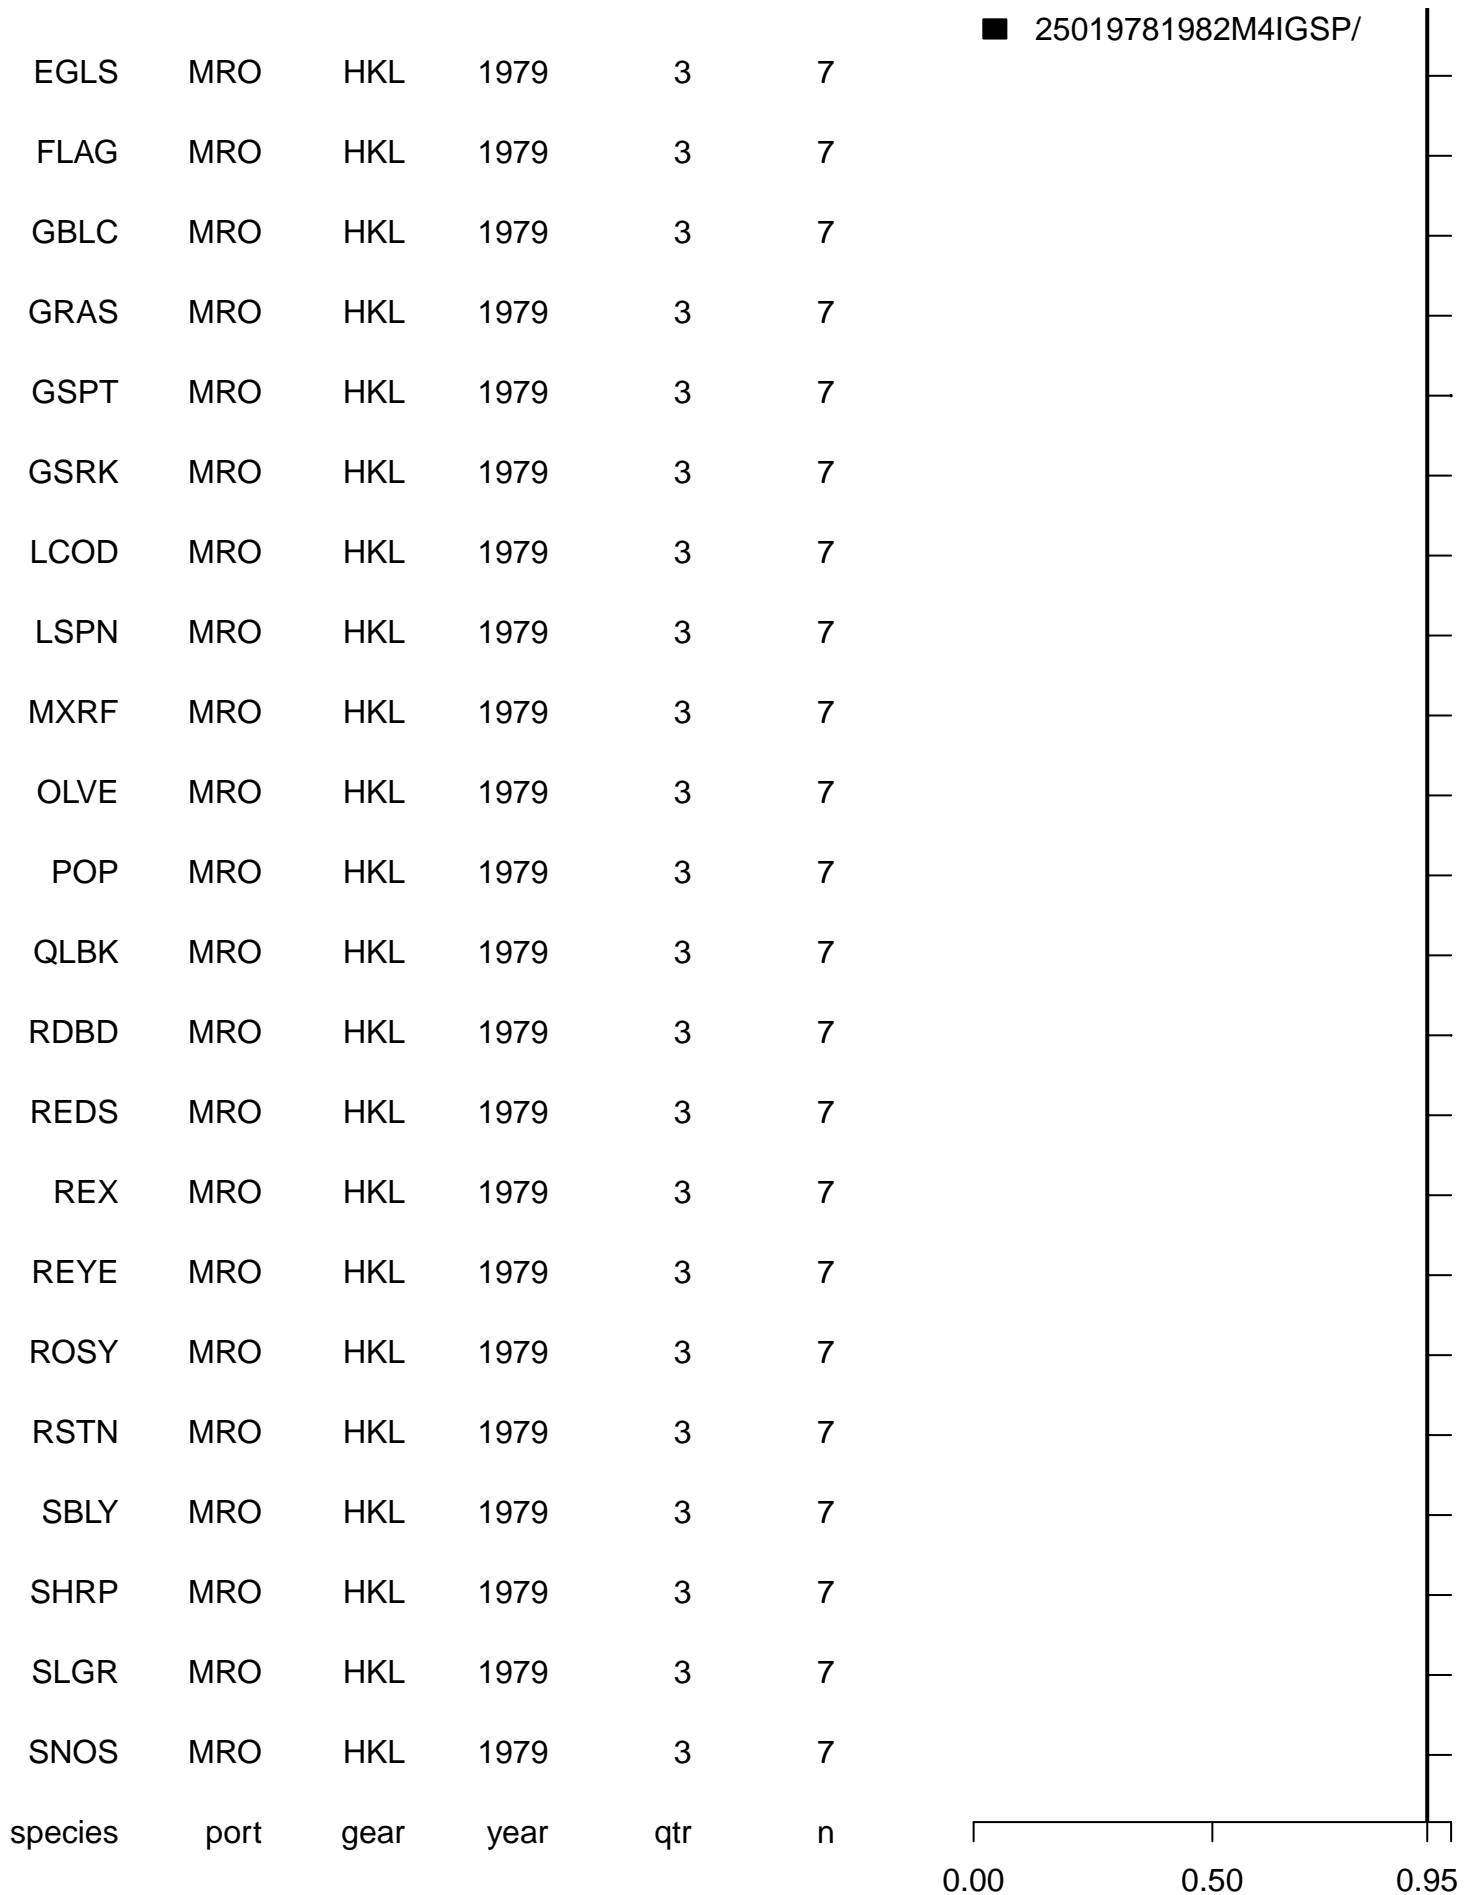 25019781982M4IGSP/
EGLS MRO HKL 1979 3 7
FLAG MRO HKL 1979 3 7
GBLC MRO HKL 1979 3 7
GRAS MRO HKL 1979 3 7
GSPT MRO HKL 1979 3 7
GSRK MRO HKL 1979 3 7
LCOD MRO HKL 1979 3 7
LSPN MRO HKL 1979 3 7
MXRF MRO HKL 1979 3 7
OLVE MRO HKL 1979 3 7
POP MRO HKL 1979 3 7
QLBK MRO HKL 1979 3 7
RDBD MRO HKL 1979 3 7
REDS MRO HKL 1979 3 7
REX MRO HKL 1979 3 7
REYE MRO HKL 1979 3 7
ROSY MRO HKL 1979 3 7
RSTN MRO HKL 1979 3 7
SBLY MRO HKL 1979 3 7
SHRP MRO HKL 1979 3 7
SLGR MRO HKL 1979 3 7
SNOS MRO HKL 1979 3 7
species port gear year qtr n
0.00 0.50 0.95